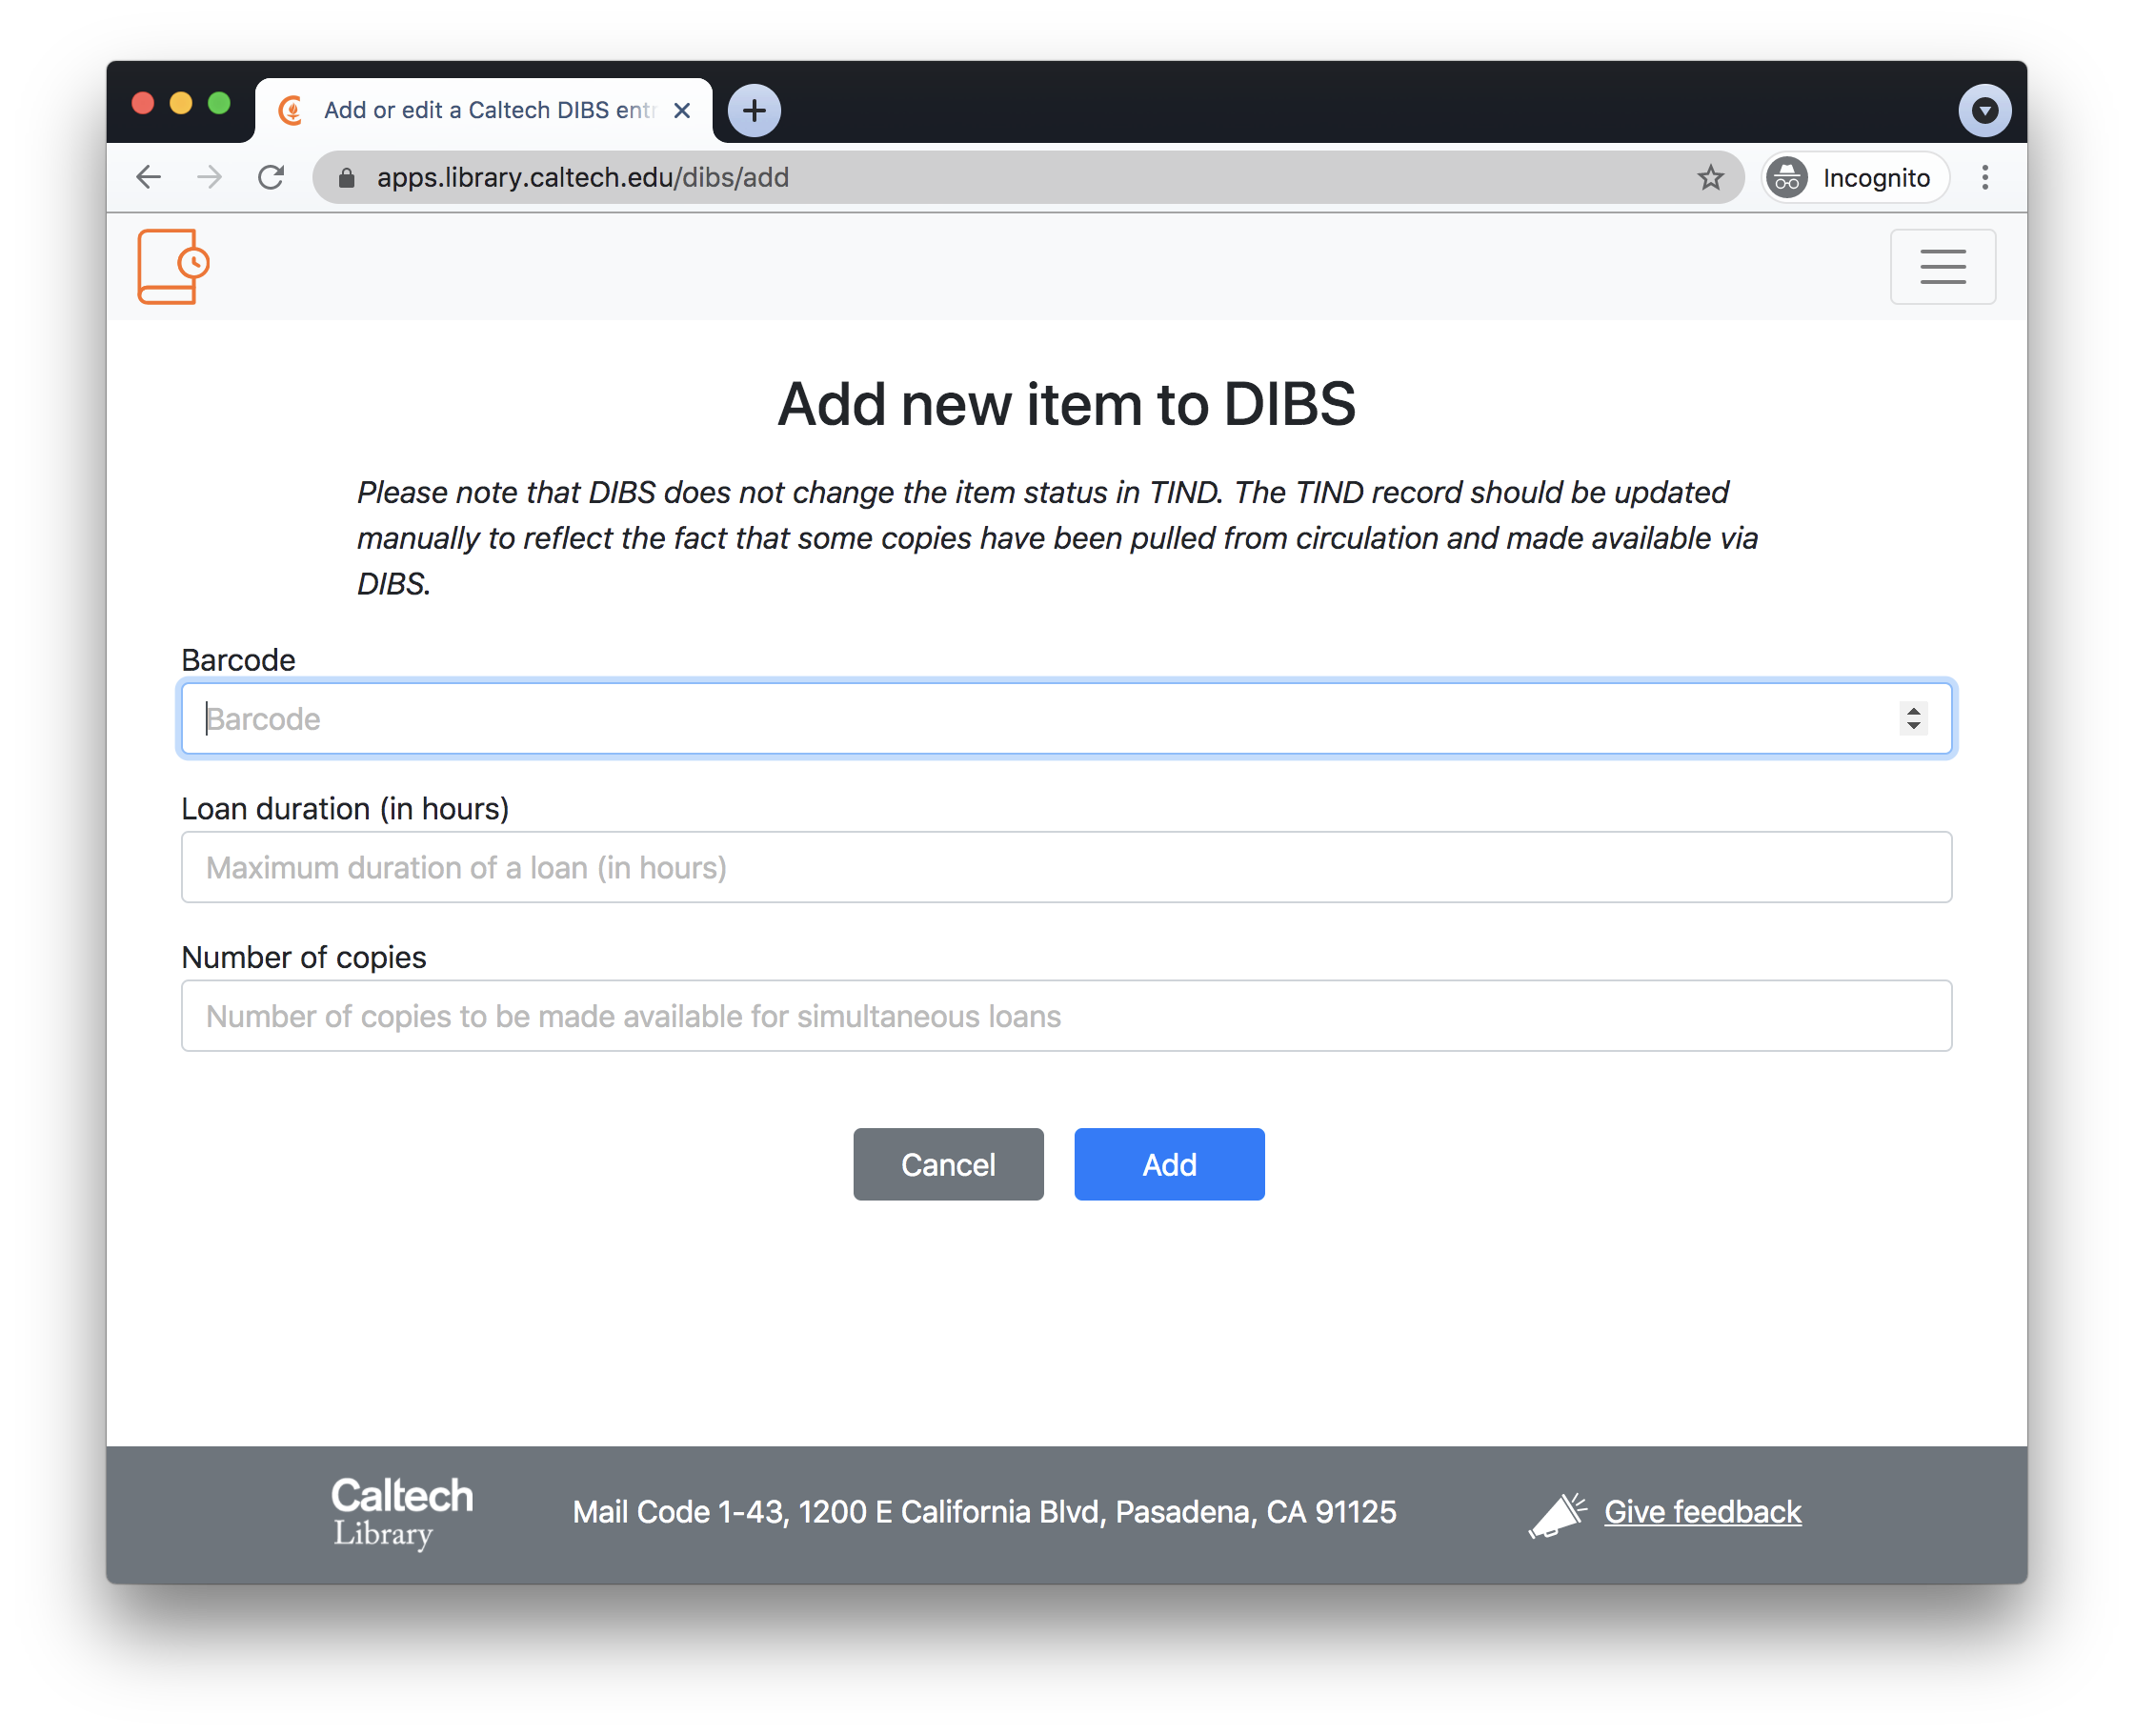 Add or edit a Caltech DIBS entr
apps.library.caltech.edu/dibs/add
Incognito
Add new item to DIBS
Please note that DIBS does not change the item status in TIND. The TIND record should be updated
manually to reflect the fact that some copies have been pulled from circulation and made available via
DIBS.
Barcode
Barcode
Loan duration (in hours)
Maximum duration of a loan (in hours)
Number of copies
Number of copies to be made available for simultaneous loans
Cancel Add
Caltech
Library
Mail Code 1-43, 1200 E California Blvd, Pasadena, CA 91125
Give feedback